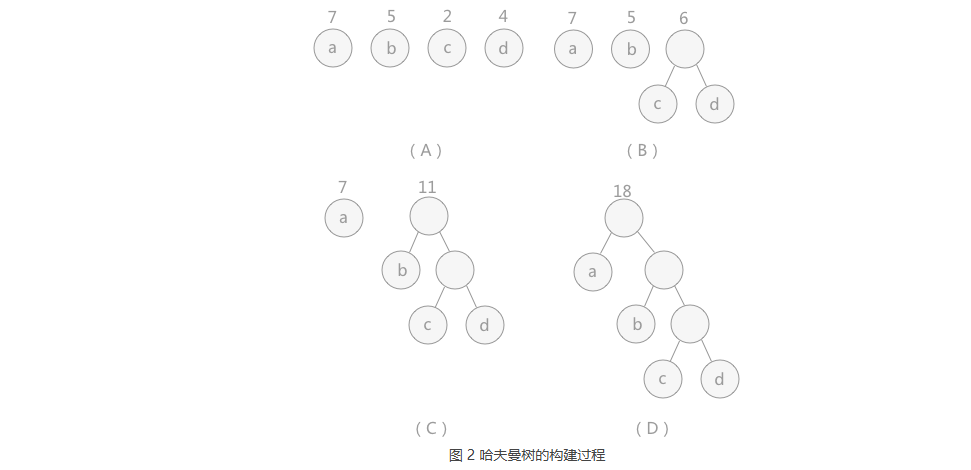 7 5 2 4 7 5 6
a b c d a b
c d
( A ) ( B )
7 11 18
a
b a
c d b
c d
( C ) ( D )
图 2 哈夫曼树的构建过程